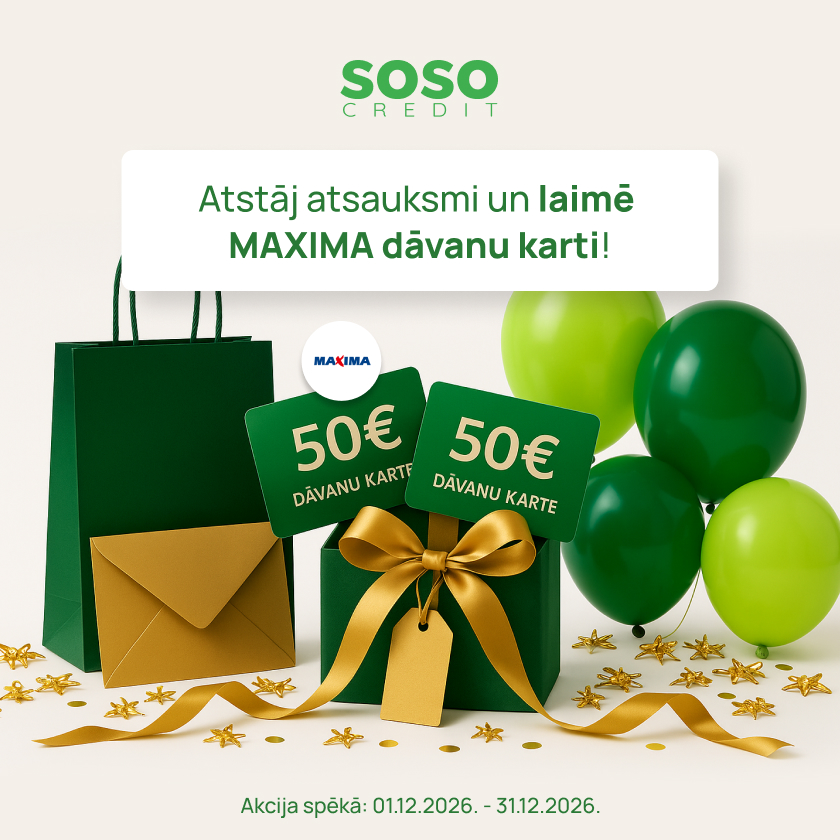 SOSO
CREDIT
Atstāj atsauksmi un laimē
MAXIMA dāvanu karti!
MAXIMA
50€
DĀVANU KARTE
50€
DĀVANU KARTE
Akcija spēkā: 01.12.2026. - 31.12.2026.